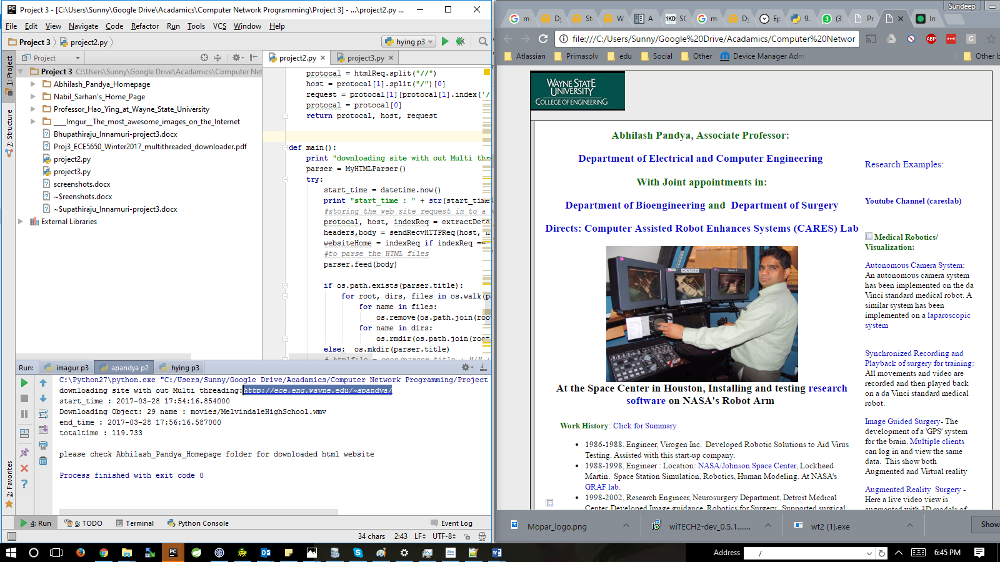 Project 3 - [C:\Users\Sunny\Google Drive\Acadamics\Computer Network Programming\Project 3] - ...\project2.py ...
File Edit View Navigate Code Refactor Run Tools VCS Window Help
Project 3 project2.py
hying p3
1: Project
7: Structure
2: Favorites
Project
Project 3 C:\Users\Sunny\Google Drive\Acadamics\Computer Net
Abhilash_Pandya_Homepage
Nabil_Sarhan's_Home_Page
Professor_Hao_Ying_at_Wayne_State_University
___Imgur__The_most_awesome_images_on_the_Internet
Bhupathiraju_Innamuri-project3.docx
Proj3_ECE5650_Winter2017_multithreaded_downloader.pdf
project2.py
project3.py
screenshots.docx
~$reenshots.docx
~$upathiraju_Innamuri-project3.docx
External Libraries
project2.py project3.py
protocal = htmlReq.split("//")
host = protocal[1].split("/")[0]
request = protocal[1][protocal[1].index('/
protcal = protocal[0]
return protocal, host, request
def main():
print "downloading site with out Multi thr
parser = MyHTMLParser()
try:
start_time = datetime.now()
print "start_time : " + str(start_time
#storing the web site request in to a
protocal, host, indexReq = extractDeta
headers,body = sendRecvHTTPReq(host,
websiteHome = indexReq if indexReq ==
#to parse the HTML files
parser.feed(body)
if os.path.exists(parser.title):
for root, dirs, files in os.walk(p
for name in files:
os.remove(os.path.join(roo
for name in dirs:
os.rmdir(os.path.join(root
else: os.mkdir(parser.title)
# htmlfile = open(parser.title + "/" +
Run: imagur p3 apandya p2 hying p3
C:\Python27\python.exe "C:/Users/Sunny/Google Drive/Acadamics/Computer Network Programming/Project
downloading site with out Multi threading:http://ece.eng.wayne.edu/~apandya/
start_time : 2017-03-28 17:54:16.854000
Downloading Object: 29 name : movies/MelvindaleHighSchool.wmv
end_time : 2017-03-28 17:56:16.587000
totaltime : 119.733
please check Abhilash_Pandya_Homepage folder for downloaded html website
Process finished with exit code 0
4: Run 6: TODO Terminal Python Console Event Log
34 chars 2:43 LF UTF-8
Sundeep
m Dy St W A SC m Dy Ep 9. (3) Pr In
file:///C:/Users/Sunny/Google%20Drive/Acadamics/Computer%20Networ
ABP
Atlassian Primasolv edu Social Other Device Manager Adm Other b
WAYNE STATE
UNIVERSITY
COLLEGE OF ENGINEERING
Abhilash Pandya, Associate Professor:
Department of Electrical and Computer Engineering
With Joint appointments in:
Department of Bioengineering and Department of Surgery
Directs: Computer Assisted Robot Enhances Systems (CARES) Lab
At the Space Center in Houston, Installing and testing research
software on NASA's Robot Arm
Work History: Click for Summary
1986-1988, Engineer, Virogen Inc. Developed Robotic Solutions to Aid Virus
Testing. Assisted with this start-up company.
1988-1998, Engineer : Location: NASA/Johnson Space Center, Lockheed
Martin. Space Station Simulation, Robotics, Human Modeling. At NASA's
GRAF lab.
1998-2002, Research Engineer, Neurosurgery Department, Detroit Medical
Center. Developed Image guidance, Robotics for Surgery. Supported surgical
Research Examples:
Youtube Channel (careslab)
Medical Robotics/
Visualization:
Autonomous Camera System:
An autonomous camera system
has been implemented on the da
Vinci standard medical robot. A
similar system has been
implemented on a laparoscopic
system
Synchronized Recording and
Playback of surgery for training:
All movements and video are
recorded and then played back
on a da Vinci standard medical
robot.
Image Guided Surgery- The
development of a 'GPS' system
for the brain. Multiple clients
can log in and view the same
data. This show both
Augmented and Virtual reality
Augmented Reality Surgery -
Here a live video view is
augmented with 3D models of
Mopar_logo.png wiTECH2-dev_0.5.1....... wt2 (1).exe Show
Address / 6:45 PM